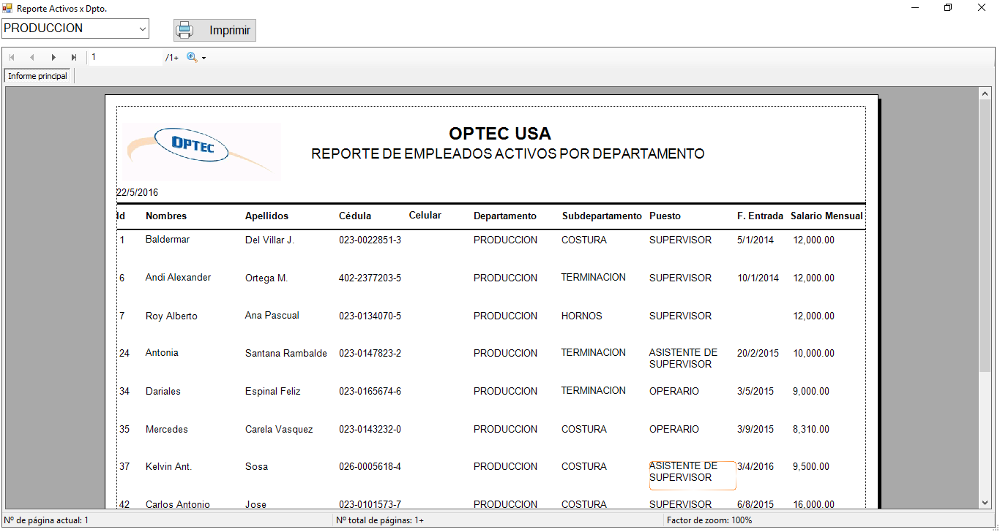 Reporte Activos x Dpto.
PRODUCCION Imprimir
1 /1+
Informe principal
OPTEC
OPTEC USA
REPORTE DE EMPLEADOS ACTIVOS POR DEPARTAMENTO
22/5/2016
Id Nombres Apellidos Cédula Celular Departamento Subdepartamento Puesto F. Entrada Salario Mensual
1 Baldermar Del Villar J. 023-0022851-3 PRODUCCION COSTURA SUPERVISOR 5/1/2014 12,000.00
6 Andi Alexander Ortega M. 402-2377203-5 PRODUCCION TERMINACION SUPERVISOR 10/1/2014 12,000.00
7 Roy Alberto Ana Pascual 023-0134070-5 PRODUCCION HORNOS SUPERVISOR 12,000.00
24 Antonia Santana Rambalde 023-0147823-2 PRODUCCION TERMINACION ASISTENTE DE 20/2/2015 10,000.00
SUPERVISOR
34 Dariales Espinal Feliz 023-0165674-6 PRODUCCION TERMINACION OPERARIO 3/5/2015 9,000.00
35 Mercedes Carela Vasquez 023-0143232-0 PRODUCCION COSTURA OPERARIO 3/9/2015 8,310.00
37 Kelvin Ant. Sosa 026-0005618-4 PRODUCCION COSTURA ASISTENTE DE 3/4/2016 9,500.00
SUPERVISOR
42 Carlos Antonio Jose 023-0101573-7 PRODUCCION COSTURA SUPERVISOR 6/8/2015 16,000.00
Nº de página actual: 1 Nº total de páginas: 1+ Factor de zoom: 100%